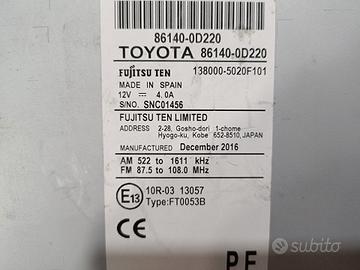 86140-0D220
TOYOTA 86140-0D220
FUJITSU TEN 138000-5020F101
MADE IN SPAIN
12V ⎓ 4.0A
S/NO. SNC01456
FUJITSU TEN LIMITED
ADDRESS 2-28, Gosho-dori 1-chome
Hyogo-ku, Kobe 652-8510, JAPAN
MANUFACTURED December 2016
AM 522 to 1611 kHz
FM 87.5 to 108.0 MHz
E13 10R-03 13057
Type:FT0053B
CE
PE
subito